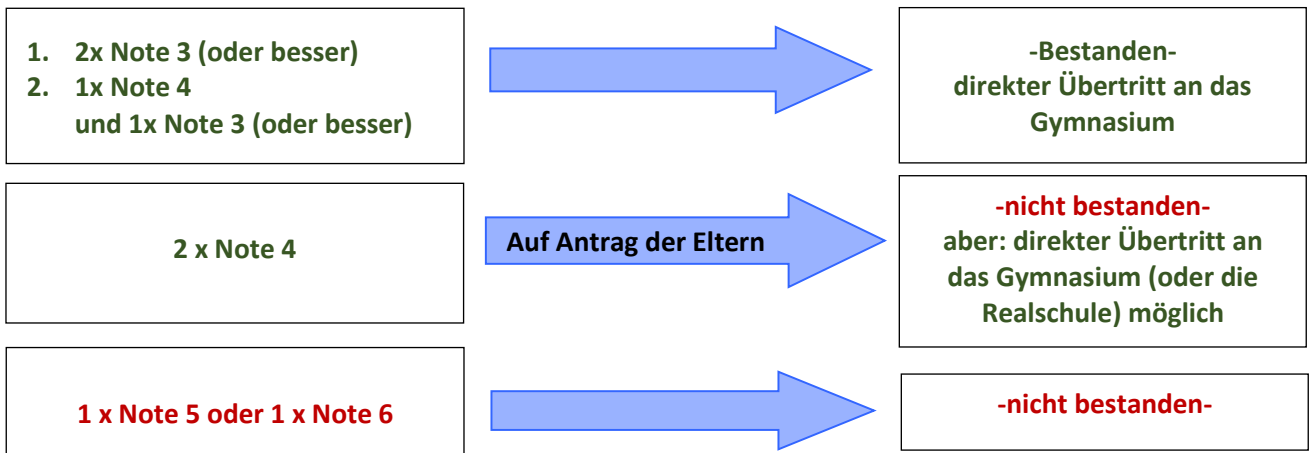 1. 2x Note 3 (oder besser)
2. 1x Note 4
und 1x Note 3 (oder besser)
-Bestanden-
direkter Übertritt an das
Gymnasium
2 x Note 4
Auf Antrag der Eltern
-nicht bestanden-
aber: direkter Übertritt an
das Gymnasium (oder die
Realschule) möglich
1 x Note 5 oder 1 x Note 6
-nicht bestanden-